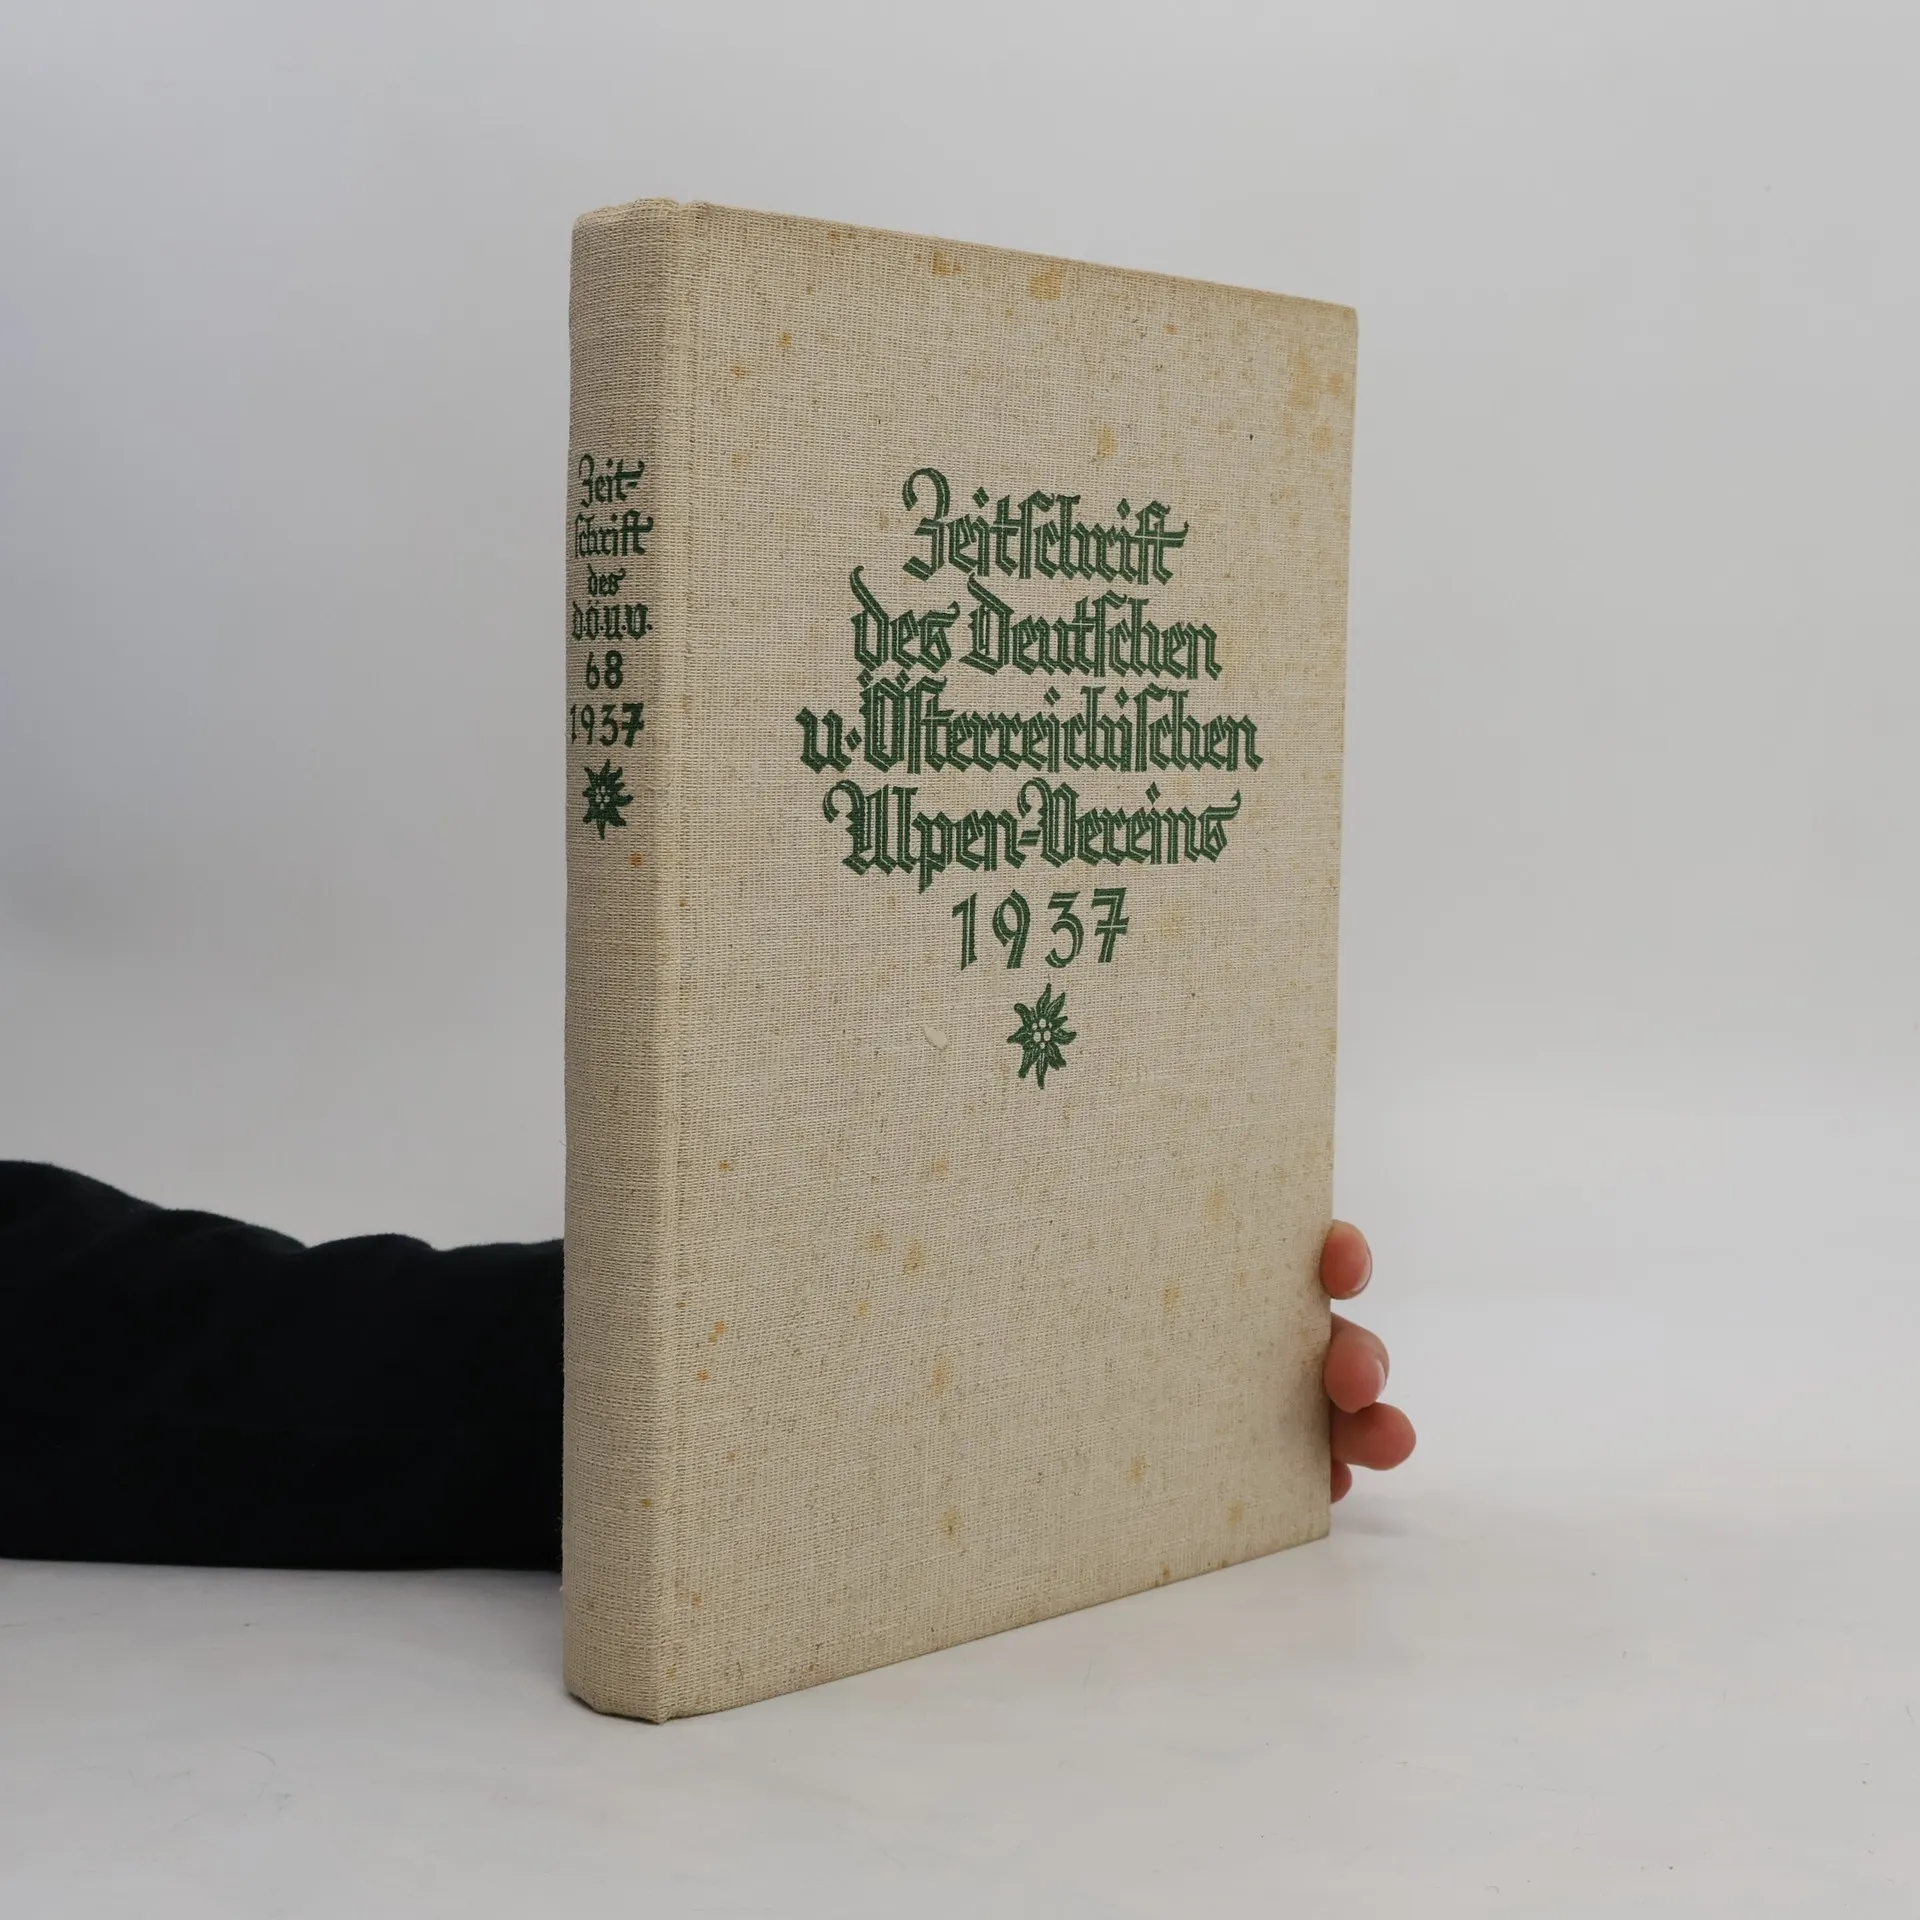 Zeit-
schrift
des
D.Ö.A.V.
68
1937
Zeitschrift
des Deutschen
u. Österreichischen
Alpen-Vereins
1937